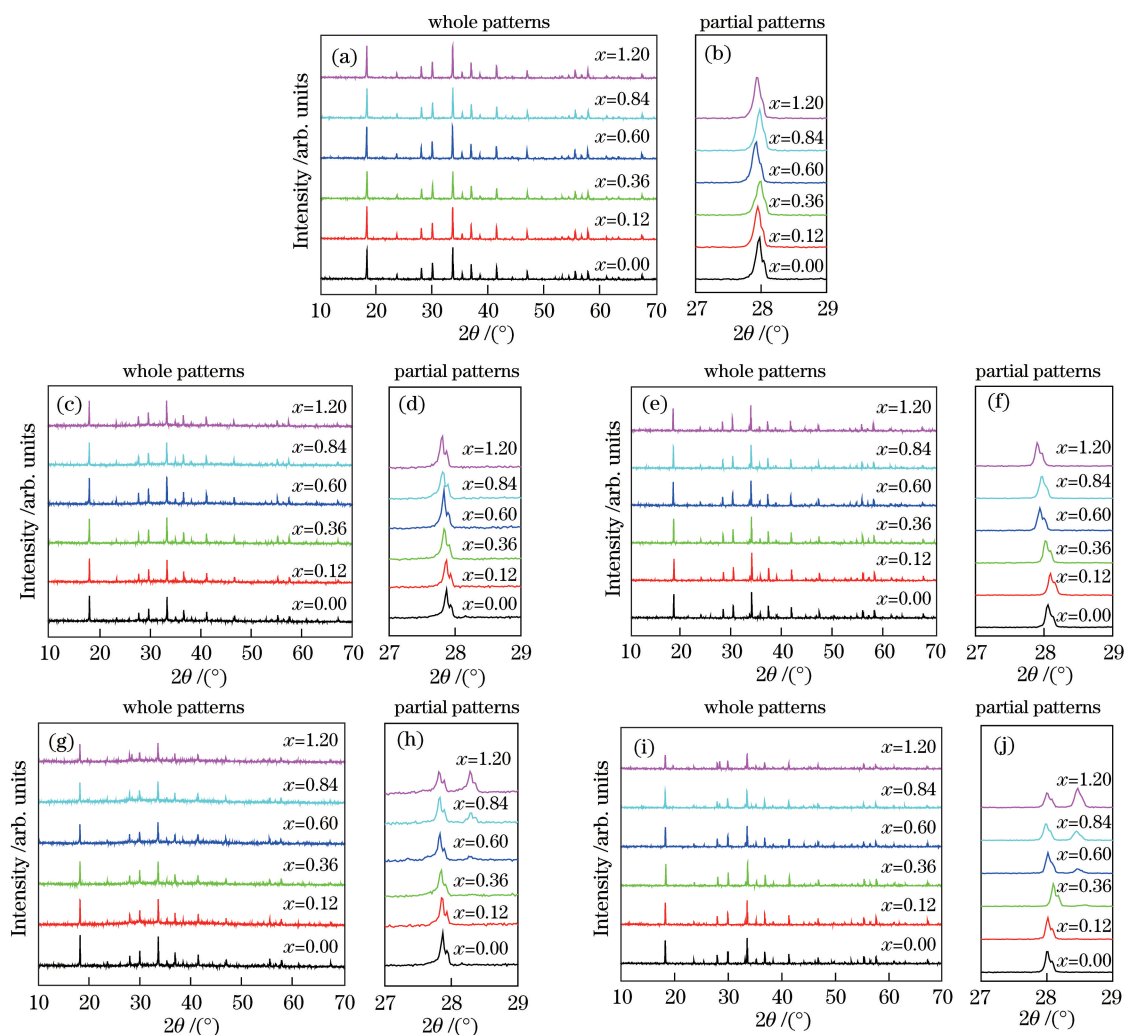 whole patterns
partial patterns
(a)
x=1.20
x=0.84
x=0.60
x=0.36
x=0.12
x=0.00
Intensity /arb. units
10 20 30 40 50 60 70
2θ /(°)
(b)
x=1.20
x=0.84
x=0.60
x=0.36
x=0.12
x=0.00
27 28 29
2θ /(°)
whole patterns
partial patterns
(c)
x=1.20
x=0.84
x=0.60
x=0.36
x=0.12
x=0.00
Intensity /arb. units
10 20 30 40 50 60 70
2θ /(°)
(d)
x=1.20
x=0.84
x=0.60
x=0.36
x=0.12
x=0.00
27 28 29
2θ /(°)
whole patterns
partial patterns
(e)
x=1.20
x=0.84
x=0.60
x=0.36
x=0.12
x=0.00
Intensity /arb. units
10 20 30 40 50 60 70
2θ /(°)
(f)
x=1.20
x=0.84
x=0.60
x=0.36
x=0.12
x=0.00
27 28 29
2θ /(°)
whole patterns
partial patterns
(g)
x=1.20
x=0.84
x=0.60
x=0.36
x=0.12
x=0.00
Intensity /arb. units
10 20 30 40 50 60 70
2θ /(°)
(h)
x=1.20
x=0.84
x=0.60
x=0.36
x=0.12
x=0.00
27 28 29
2θ /(°)
whole patterns
partial patterns
(i)
x=1.20
x=0.84
x=0.60
x=0.36
x=0.12
x=0.00
Intensity /arb. units
10 20 30 40 50 60 70
2θ /(°)
(j)
x=1.20
x=0.84
x=0.60
x=0.36
x=0.12
x=0.00
27 28 29
2θ /(°)